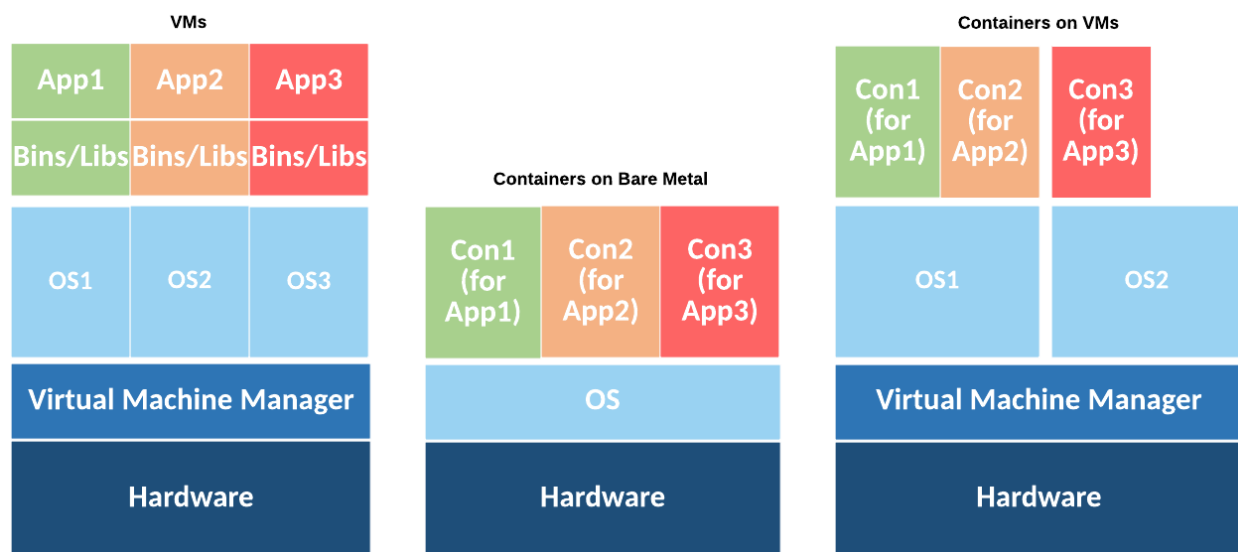 VMs
App1
App2
App3
Bins/Libs
Bins/Libs
Bins/Libs
OS1
OS2
OS3
Virtual Machine Manager
Hardware
Containers on Bare Metal
Con1
(for
App1)
Con2
(for
App2)
Con3
(for
App3)
OS
Hardware
Containers on VMs
Con1
(for
App1)
Con2
(for
App2)
Con3
(for
App3)
OS1
OS2
Virtual Machine Manager
Hardware